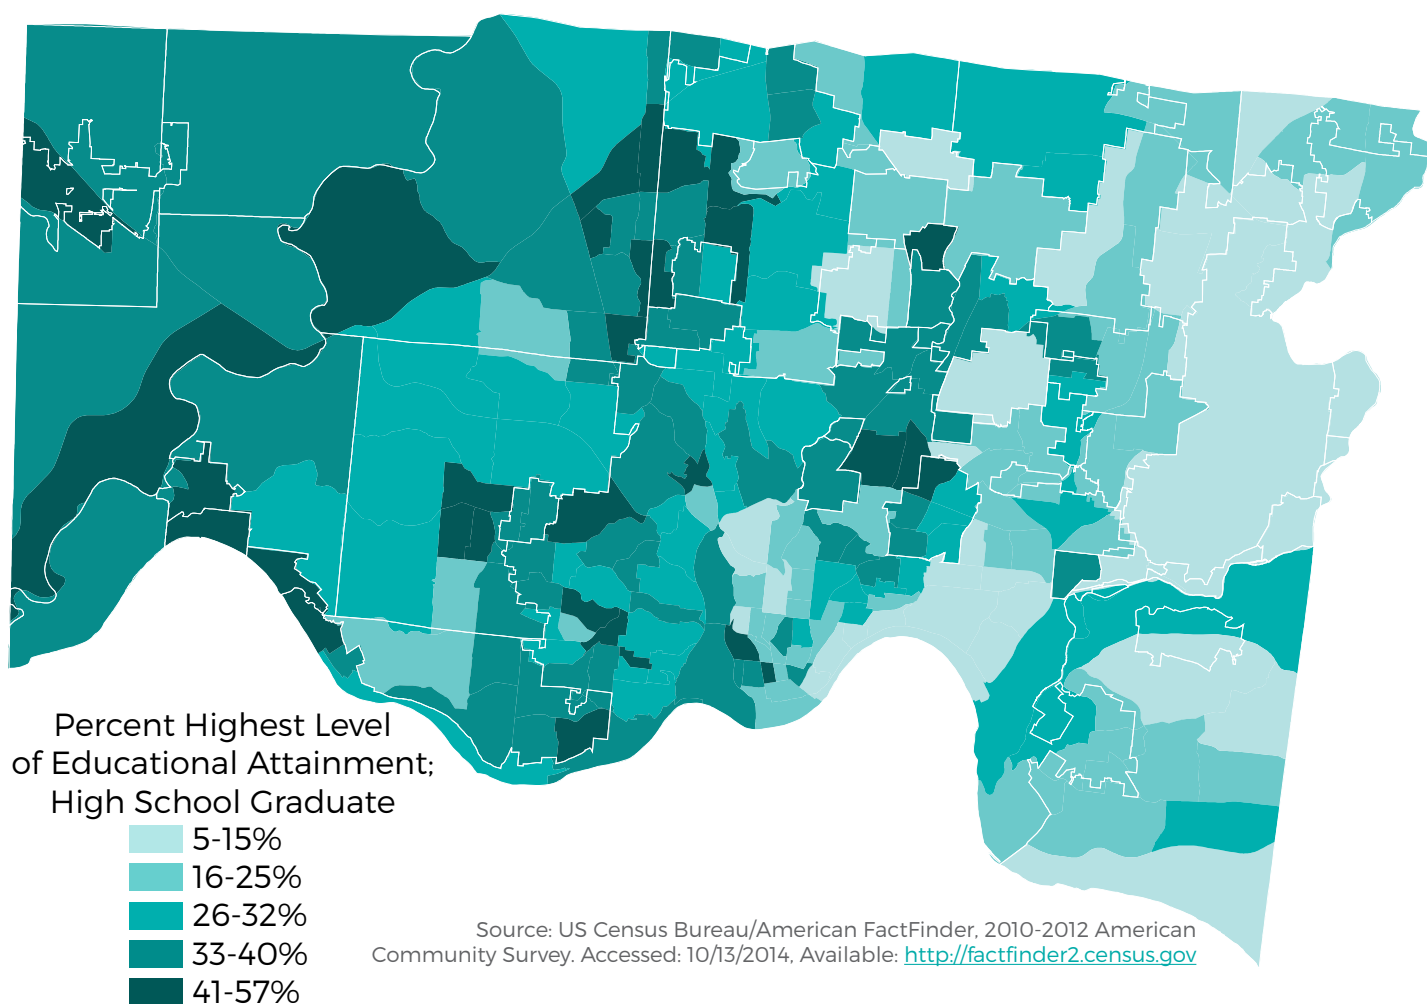 Percent Highest Level
of Educational Attainment;
High School Graduate
5-15%
16-25%
26-32%
33-40%
41-57%
Source: US Census Bureau/American FactFinder, 2010-2012 American
Community Survey. Accessed: 10/13/2014, Available: http://factfinder2.census.gov